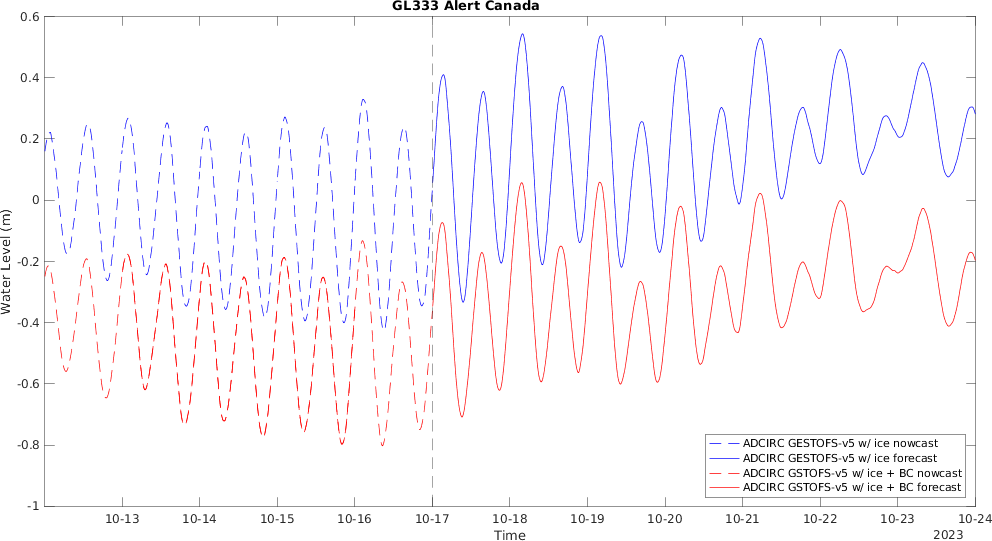 GL333 Alert Canada
0.6
0.4
0.2
0
-0.2
-0.4
-0.6
-0.8
-1
Water Level (m)
ADCIRC GESTOFS-v5 w/ ice nowcast
ADCIRC GESTOFS-v5 w/ ice forecast
ADCIRC GSTOFS-v5 w/ ice + BC nowcast
ADCIRC GSTOFS-v5 w/ ice + BC forecast
10-13 10-14 10-15 10-16 10-17 10-18 10-19 10-20 10-21 10-22 10-23 10-24
Time
2023